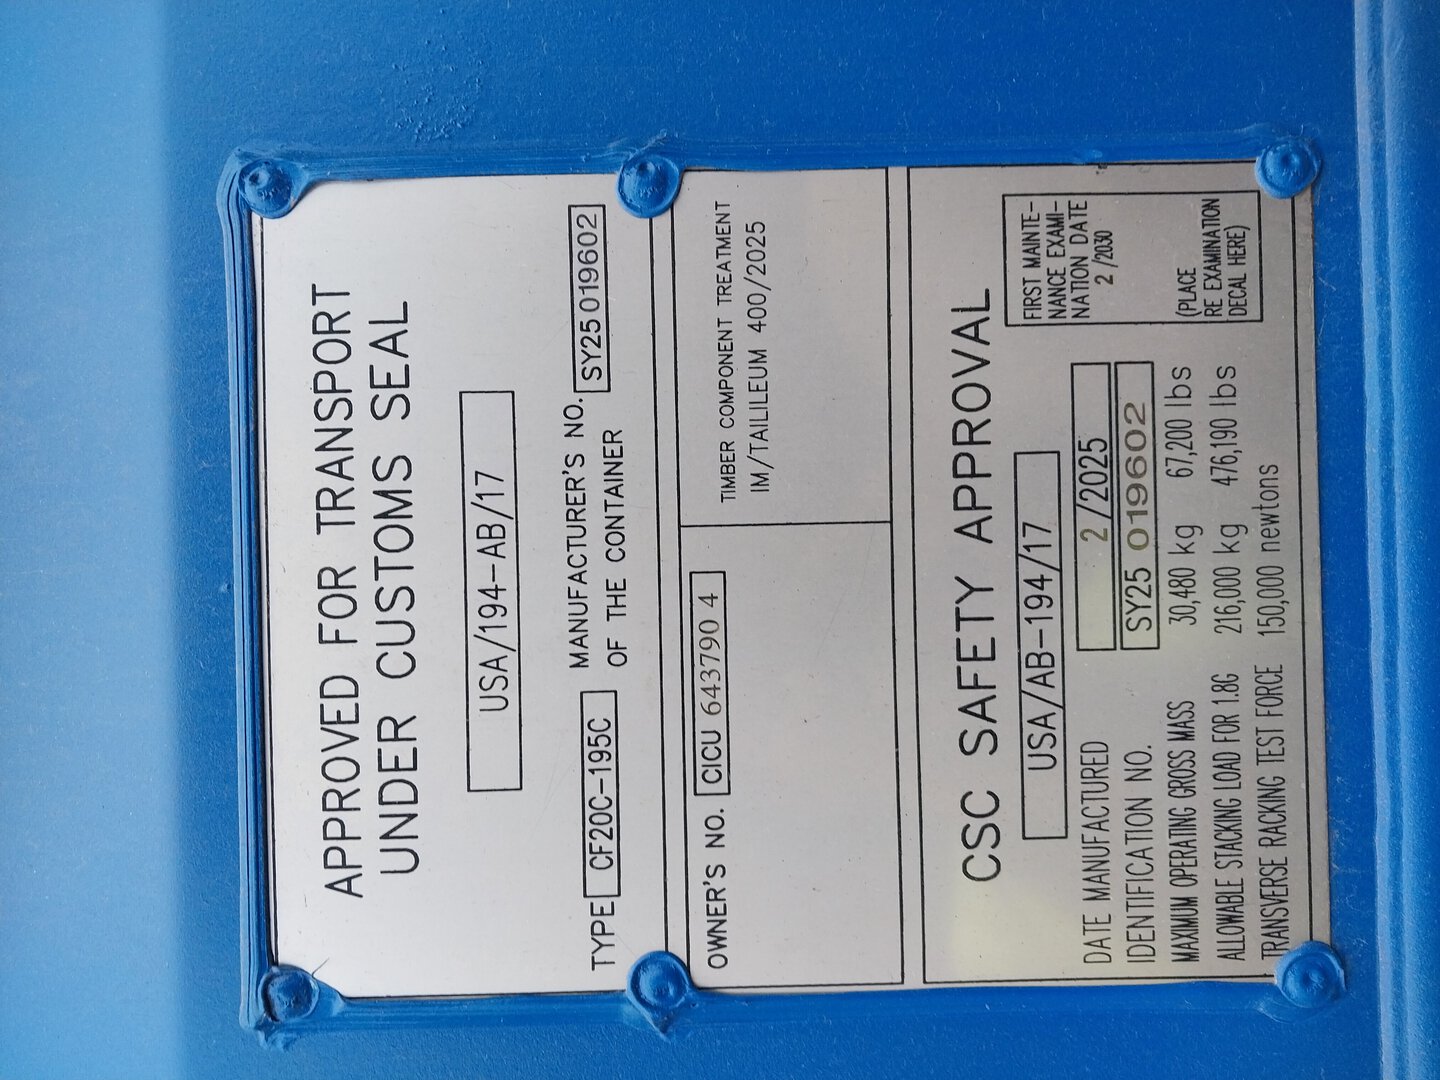 APPROVED FOR TRANSPORT
UNDER CUSTOMS SEAL
USA/194-AB/17
TYPE CF20C-195C MANUFACTURER'S NO. OF THE CONTAINER SY25 019602
OWNER'S NO. CICU 643790 4
TIMBER COMPONENT TREATMENT
IM/TAILILEUM 400/2025
CSC SAFETY APPROVAL
USA/AB-194/17
DATE MANUFACTURED 2/2025
IDENTIFICATION NO. SY25 019602
MAXIMUM OPERATING GROSS MASS 30,480 kg 67,200 lbs
ALLOWABLE STACKING LOAD FOR 1.8G 216,000 kg 476,190 lbs
TRANSVERSE RACKING TEST FORCE 150,000 newtons
FIRST MAINTE-
NANCE EXAMI-
NATION DATE
2 /2030
(PLACE
RE EXAMINATION
DECAL HERE)